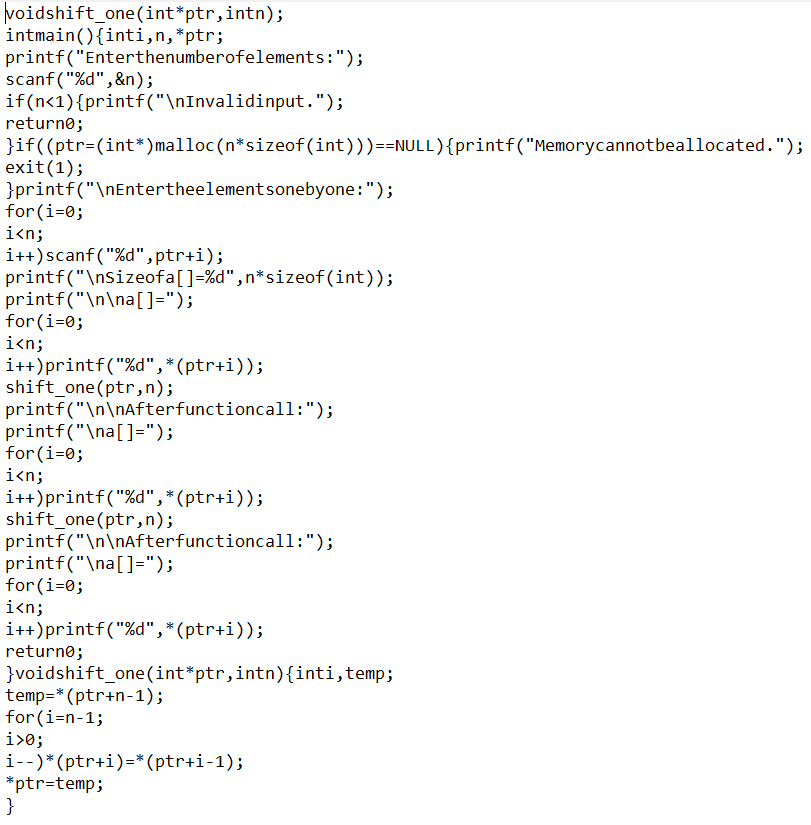 voidshift_one(int*ptr,intn);
intmain(){inti,n,*ptr;
printf("Enterthenumberofelements:");
scanf("%d",&n);
if(n<1){printf("\nInvalidinput.");
return0;
}if((ptr=(int*)malloc(n*sizeof(int)))==NULL){printf("Memorycannotbeallocated.");
exit(1);
}printf("\nEntertheelementsonebyone:");
for(i=0;
i<n;
i++)scanf("%d",ptr+i);
printf("\nSizeofa[]=%d",n*sizeof(int));
printf("\n\na[]=");
for(i=0;
i<n;
i++)printf("%d",*(ptr+i));
shift_one(ptr,n);
printf("\n\nAfterfunctioncall:");
printf("\na[]=");
for(i=0;
i<n;
i++)printf("%d",*(ptr+i));
shift_one(ptr,n);
printf("\n\nAfterfunctioncall:");
printf("\na[]=");
for(i=0;
i<n;
i++)printf("%d",*(ptr+i));
return0;
}voidshift_one(int*ptr,intn){inti,temp;
temp=*(ptr+n-1);
for(i=n-1;
i>0;
i--)*(ptr+i)=*(ptr+i-1);
*ptr=temp;
}